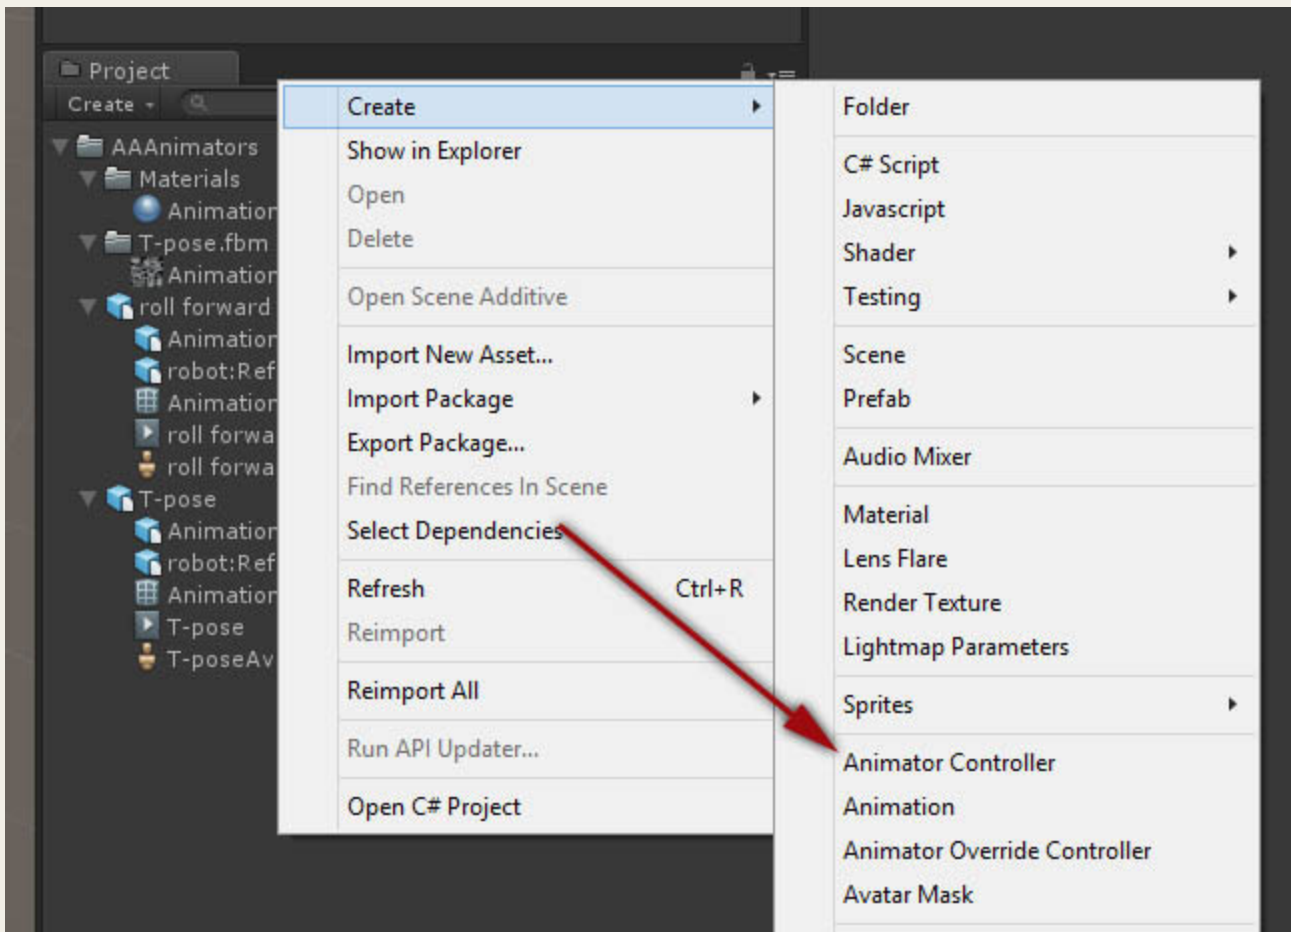 Project
Create
AAAnimators
Materials
Animation
T-pose.fbm
Animation
roll forward
Animation
robot:Ref
Animation
roll forwa
roll forwa
T-pose
Animation
robot:Ref
Animation
T-pose
T-poseAv
Create
Show in Explorer
Open
Delete
Open Scene Additive
Import New Asset...
Import Package
Export Package...
Find References In Scene
Select Dependencies
Refresh Ctrl+R
Reimport
Reimport All
Run API Updater...
Open C# Project
Folder
C# Script
Javascript
Shader
Testing
Scene
Prefab
Audio Mixer
Material
Lens Flare
Render Texture
Lightmap Parameters
Sprites
Animator Controller
Animation
Animator Override Controller
Avatar Mask